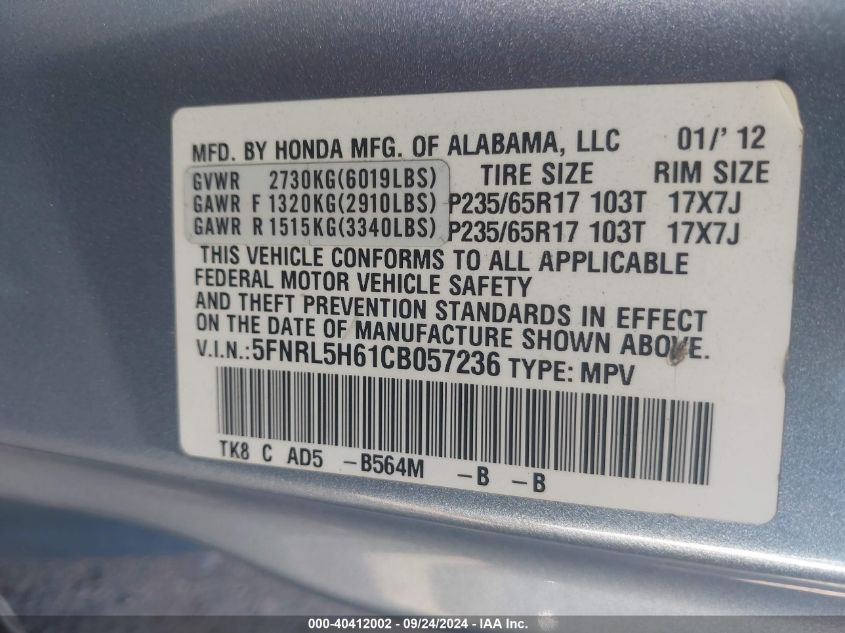 MFD. BY HONDA MFG. OF ALABAMA, LLC 01/' 12
GVWR 2730KG(6019LBS) TIRE SIZE RIM SIZE
GAWR F 1320KG(2910LBS) P235/65R17 103T 17X7J
GAWR R 1515KG(3340LBS) P235/65R17 103T 17X7J
THIS VEHICLE CONFORMS TO ALL APPLICABLE
FEDERAL MOTOR VEHICLE SAFETY
AND THEFT PREVENTION STANDARDS IN EFFECT
ON THE DATE OF MANUFACTURE SHOWN ABOVE.
V.I.N.:5FNRL5H61CB057236 TYPE: MPV
TK8 C AD5 -B564M -B -B
000-40412002 - 09/24/2024 - IAA Inc.